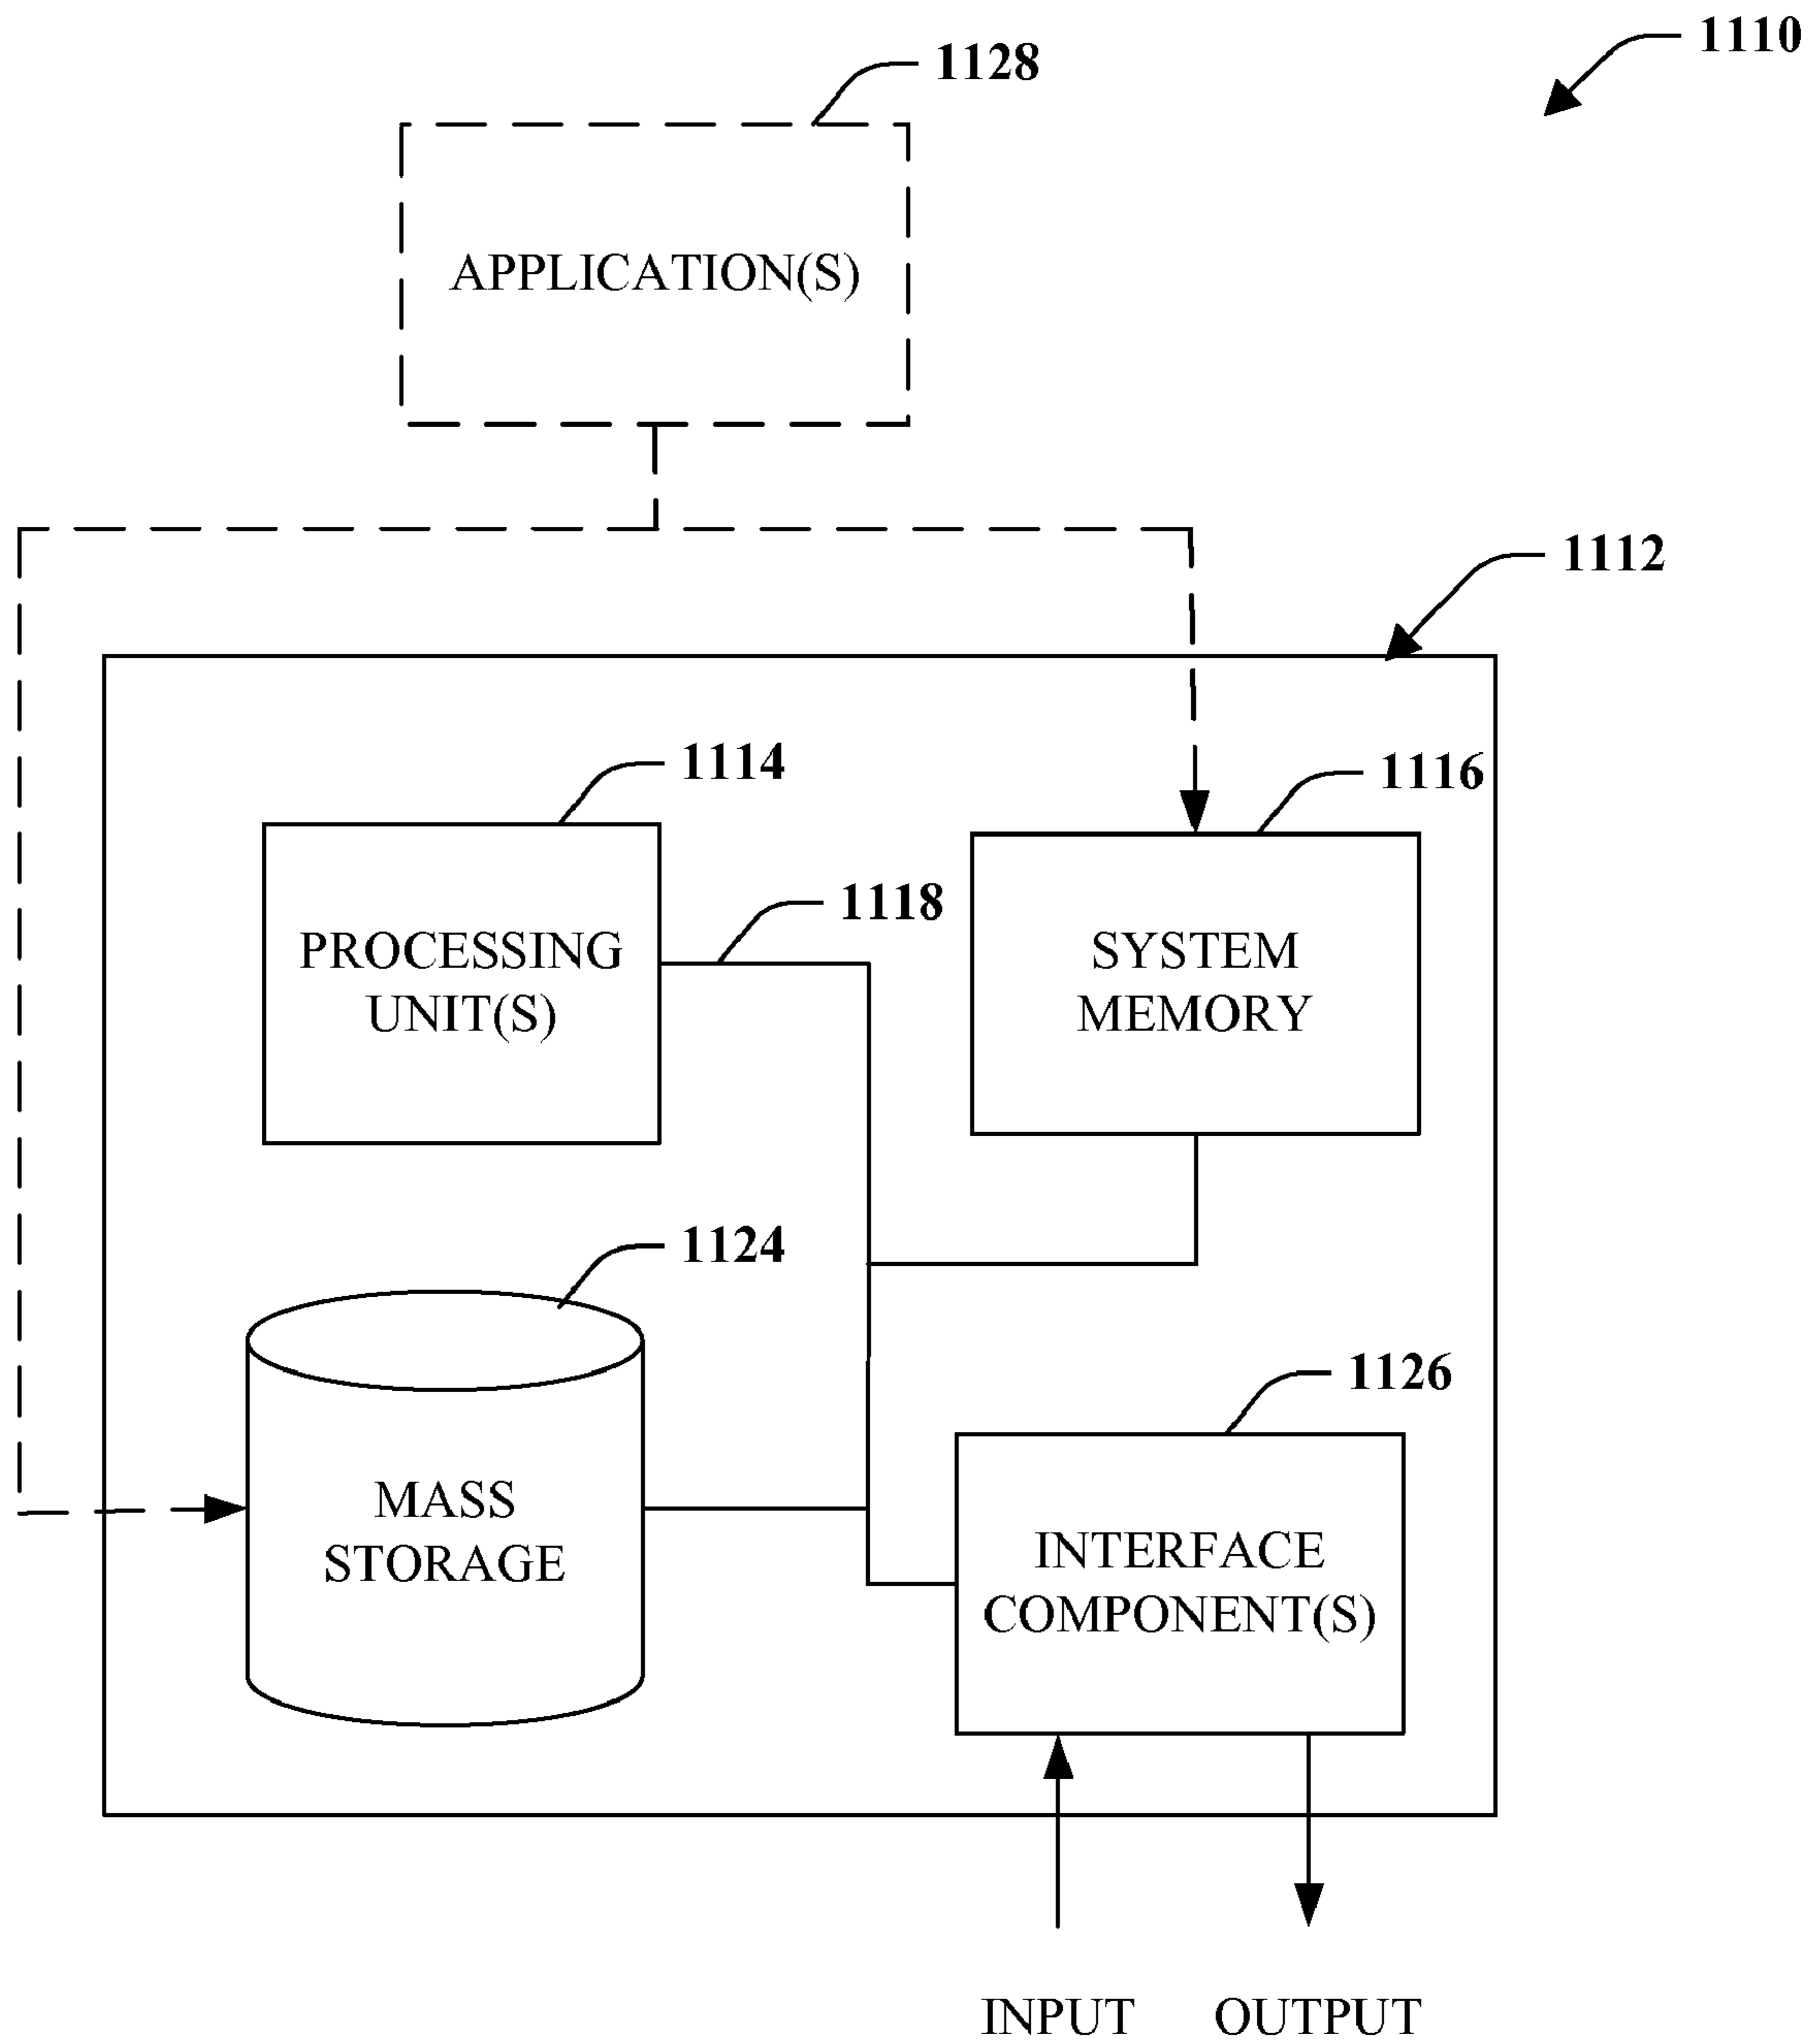 1110
1128
APPLICATION(S)
1112
1114
1116
1118
PROCESSING
UNIT(S)
SYSTEM
MEMORY
1124
1126
MASS
STORAGE
INTERFACE
COMPONENT(S)
INPUT
OUTPUT